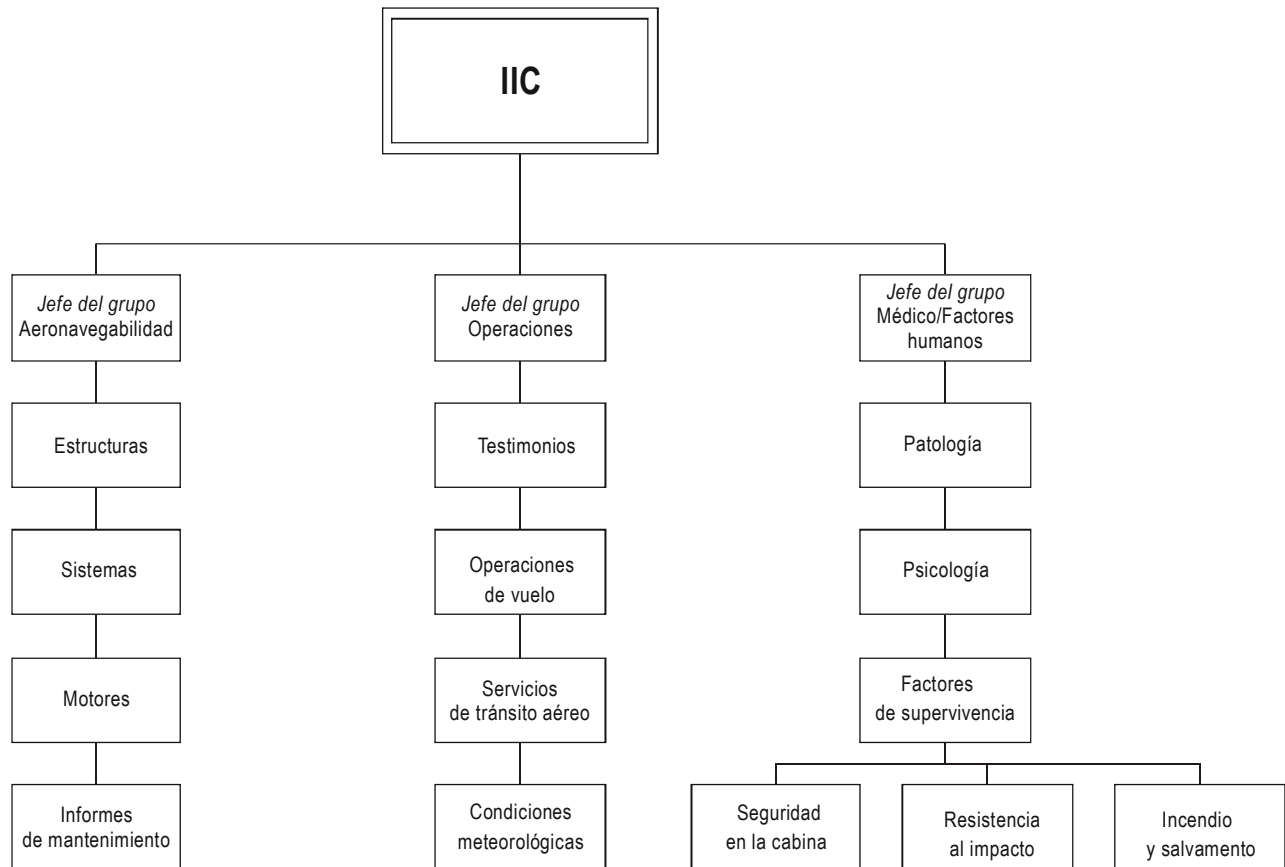 IIC
Jefe del grupo
Aeronavegabilidad
Jefe del grupo
Operaciones
Jefe del grupo
Médico/Factores
humanos
Estructuras
Testimonios
Patología
Sistemas
Operaciones
de vuelo
Psicología
Motores
Servicios
de tránsito aéreo
Factores
de supervivencia
Informes
de mantenimiento
Condiciones
meteorológicas
Seguridad
en la cabina
Resistencia
al impacto
Incendio
y salvamento